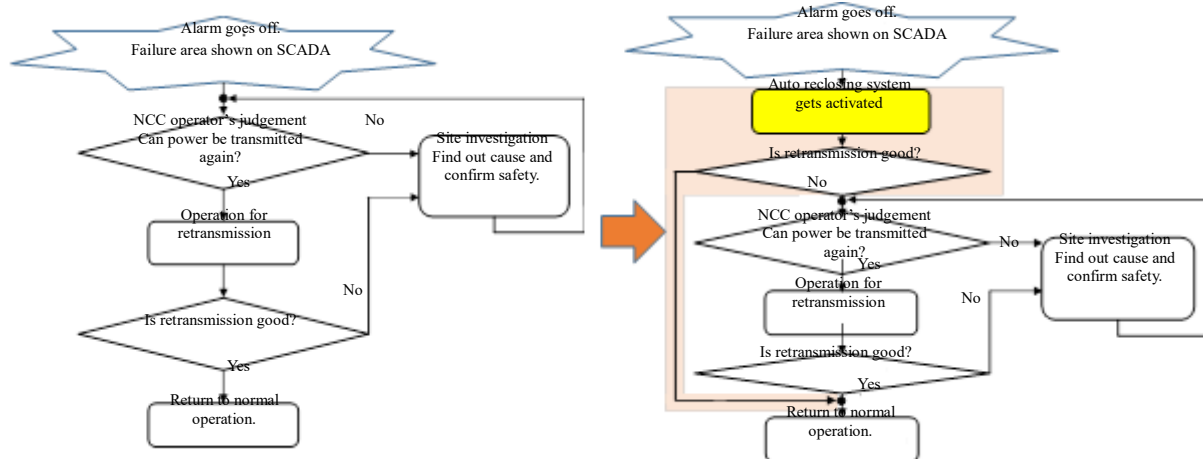 Alarm goes off.
Failure area shown on SCADA
NCC operator's judgement
Can power be transmitted
again?
No
Yes
Site investigation
Find out cause and
confirm safety.
Operation for
retransmission
No
Is retransmission good?
Yes
Return to normal
operation.
Alarm goes off.
Failure area shown on SCADA
Auto reclosing system
gets activated
Is retransmission good?
No
NCC operator's judgement
Can power be transmitted
again?
No
Yes
Site investigation
Find out cause and
confirm safety.
Operation for
retransmission
No
Is retransmission good?
Yes
Return to normal
operation.